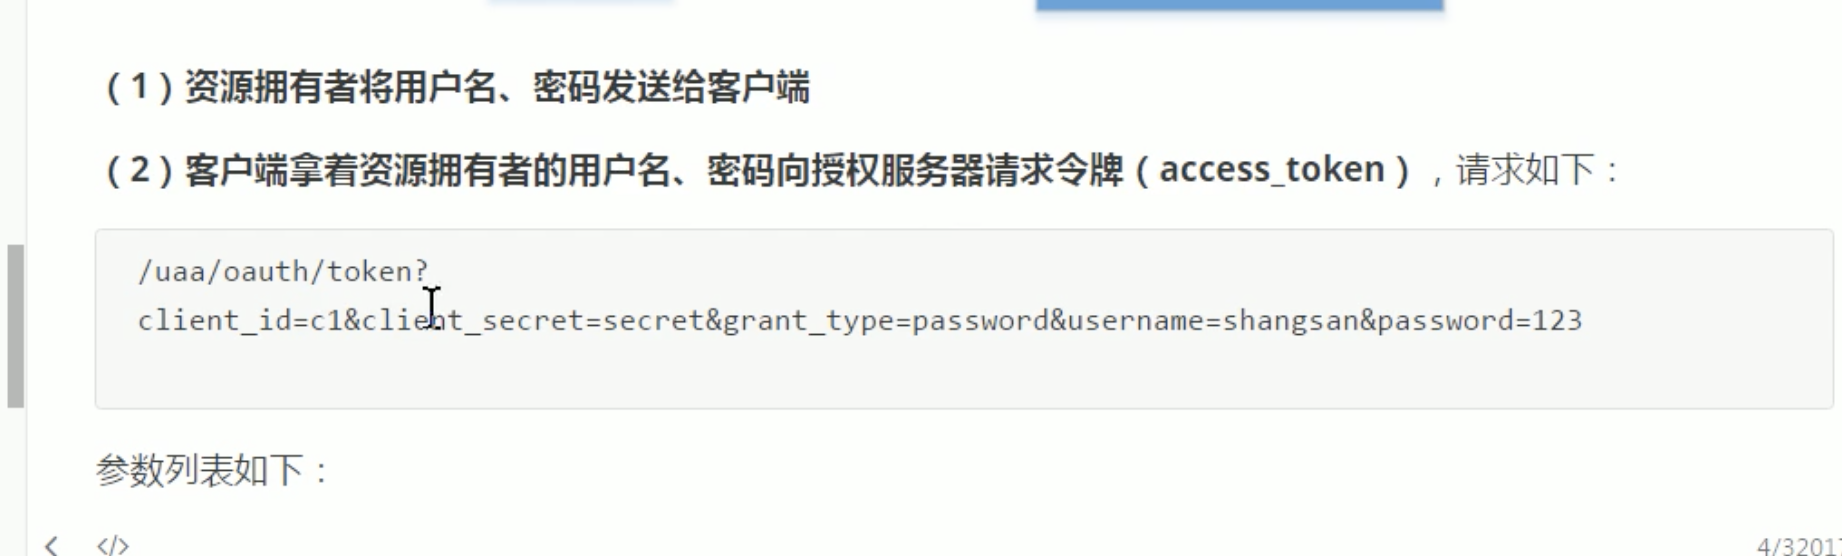 （1）资源拥有者将用户名、密码发送给客户端
（2）客户端拿着资源拥有者的用户名、密码向授权服务器请求令牌（access_token），请求如下：
/uaa/oauth/token?
client_id=c1&client_secret=secret&grant_type=password&username=shangsan&password=123
参数列表如下：
</>
4/3201